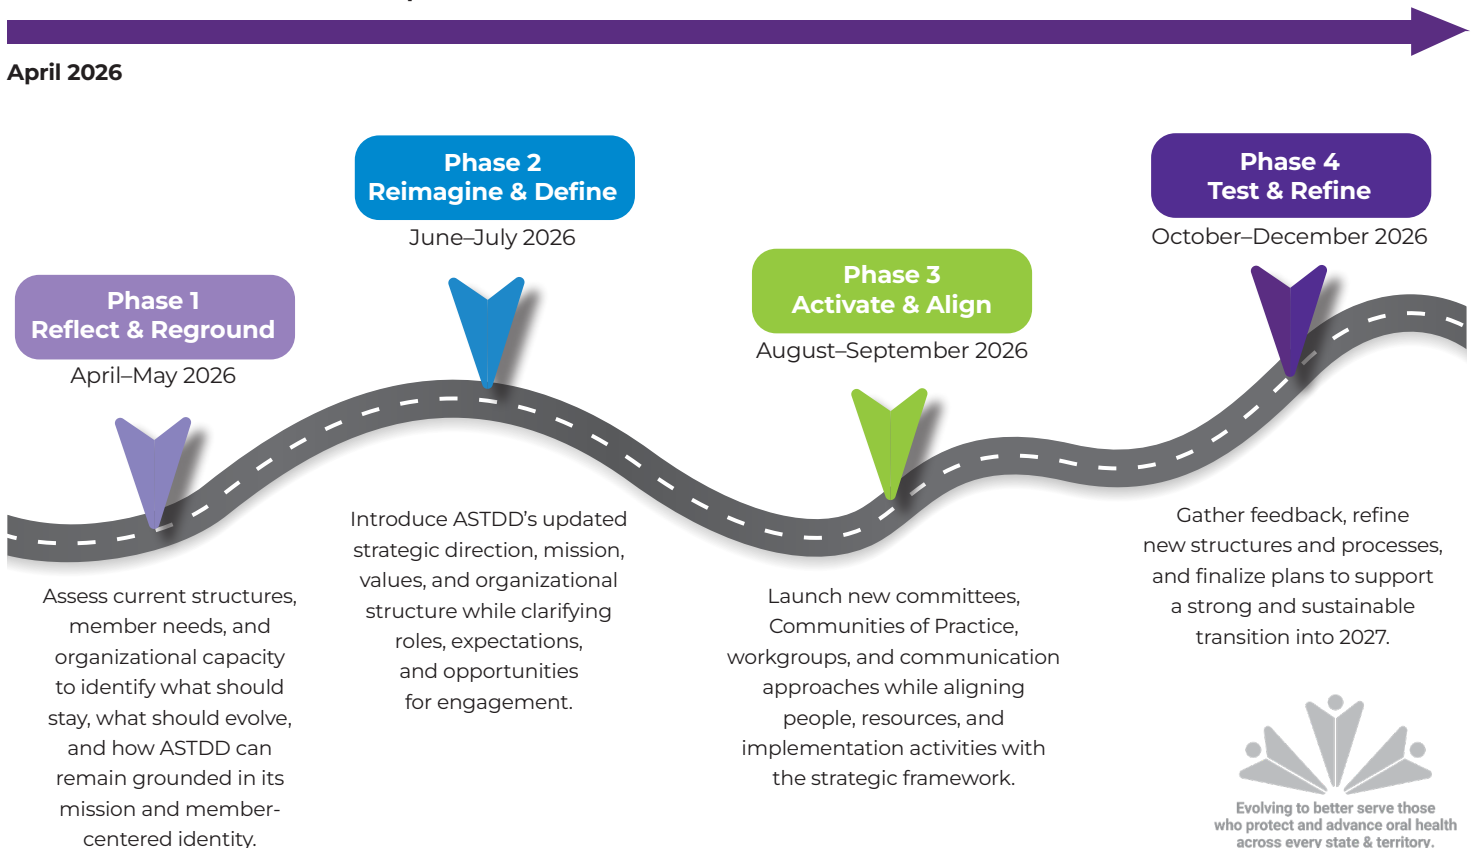 April 2026
Phase 1
Reflect & Reground
April–May 2026
Assess current structures,
member needs, and
organizational capacity
to identify what should
stay, what should evolve,
and how ASTDD can
remain grounded in its
mission and member-
centered identity.
Phase 2
Reimagine & Define
June–July 2026
Introduce ASTDD’s updated
strategic direction, mission,
values, and organizational
structure while clarifying
roles, expectations,
and opportunities
for engagement.
Phase 3
Activate & Align
August–September 2026
Launch new committees,
Communities of Practice,
workgroups, and communication
approaches while aligning
people, resources, and
implementation activities with
the strategic framework.
Phase 4
Test & Refine
October–December 2026
Gather feedback, refine
new structures and processes,
and finalize plans to support
a strong and sustainable
transition into 2027.
Evolving to better serve those
who protect and advance oral health
across every state & territory.